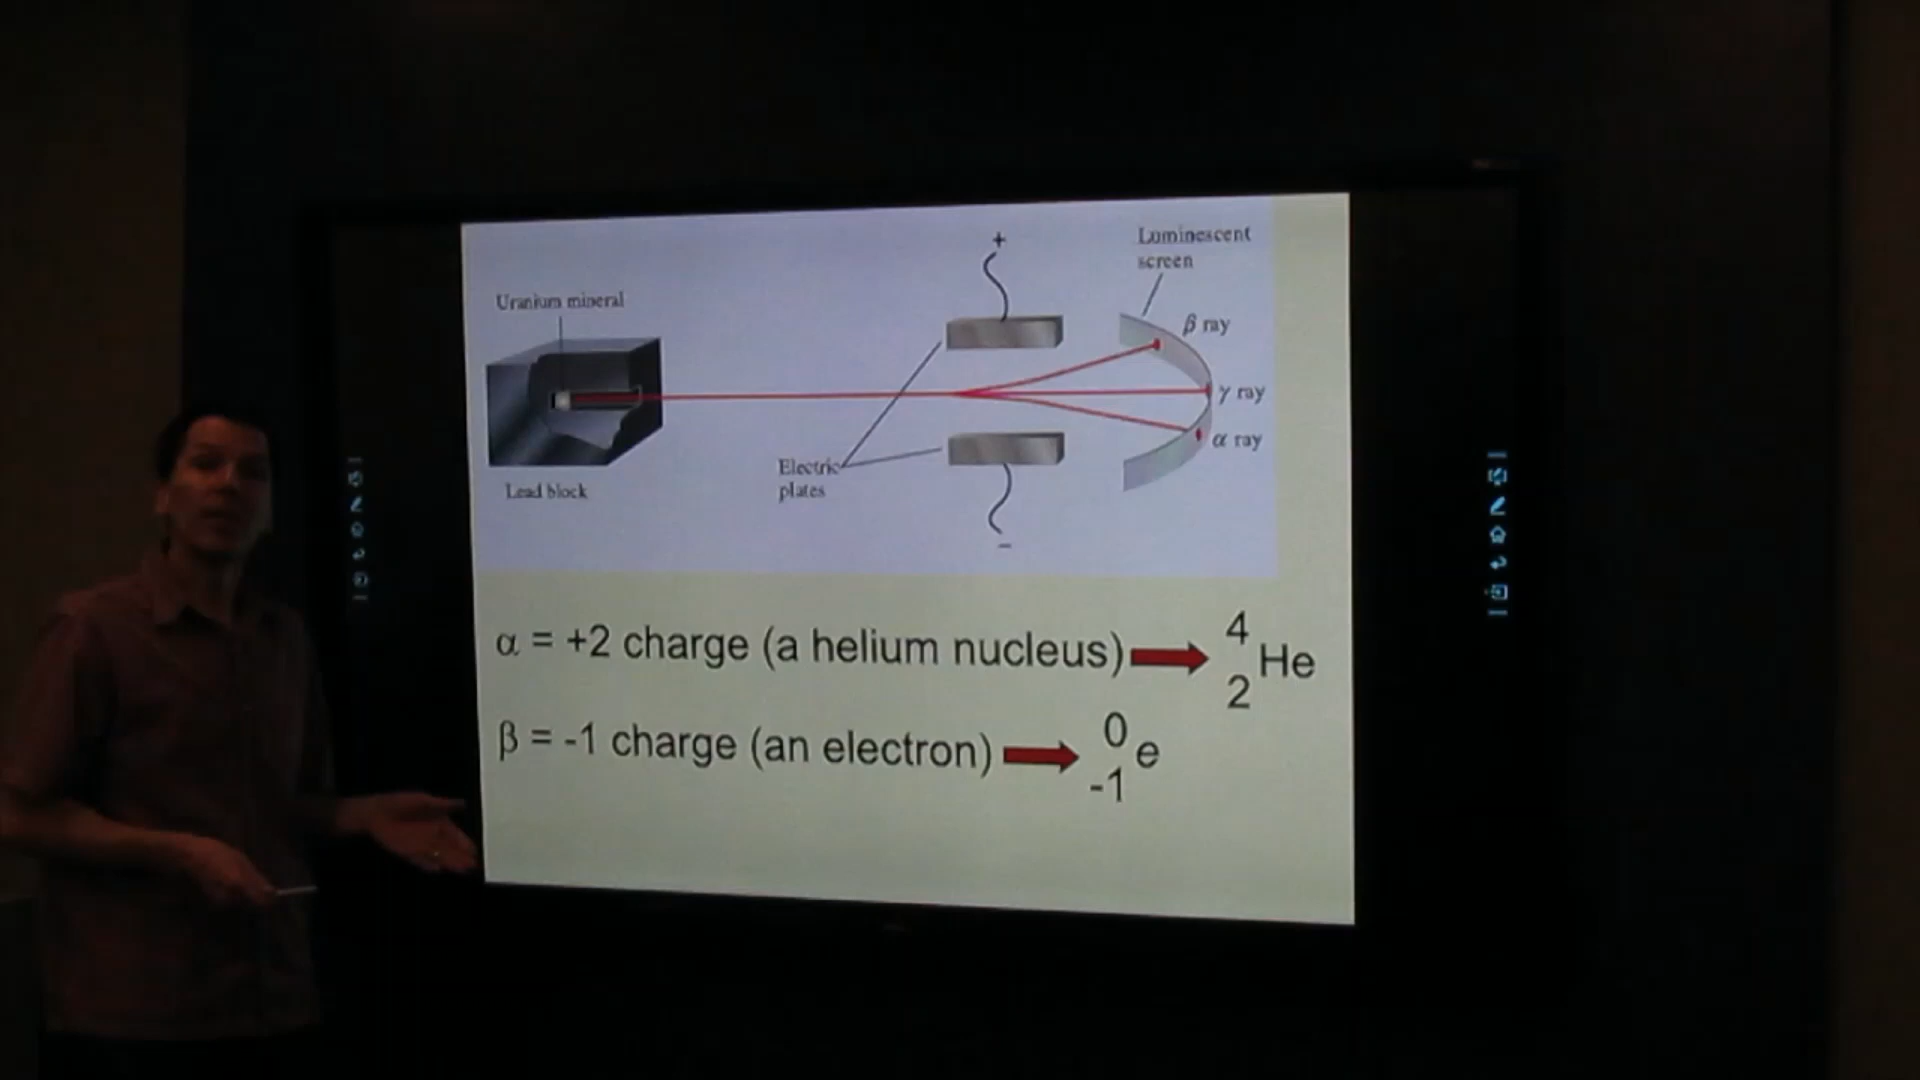 +
Luminescent
screen
Uranium mineral
β ray
γ ray
α ray
Electric
plates
Lead block
–
α = +2 charge (a helium nucleus) 4 2 He
β = -1 charge (an electron) 0 -1 e